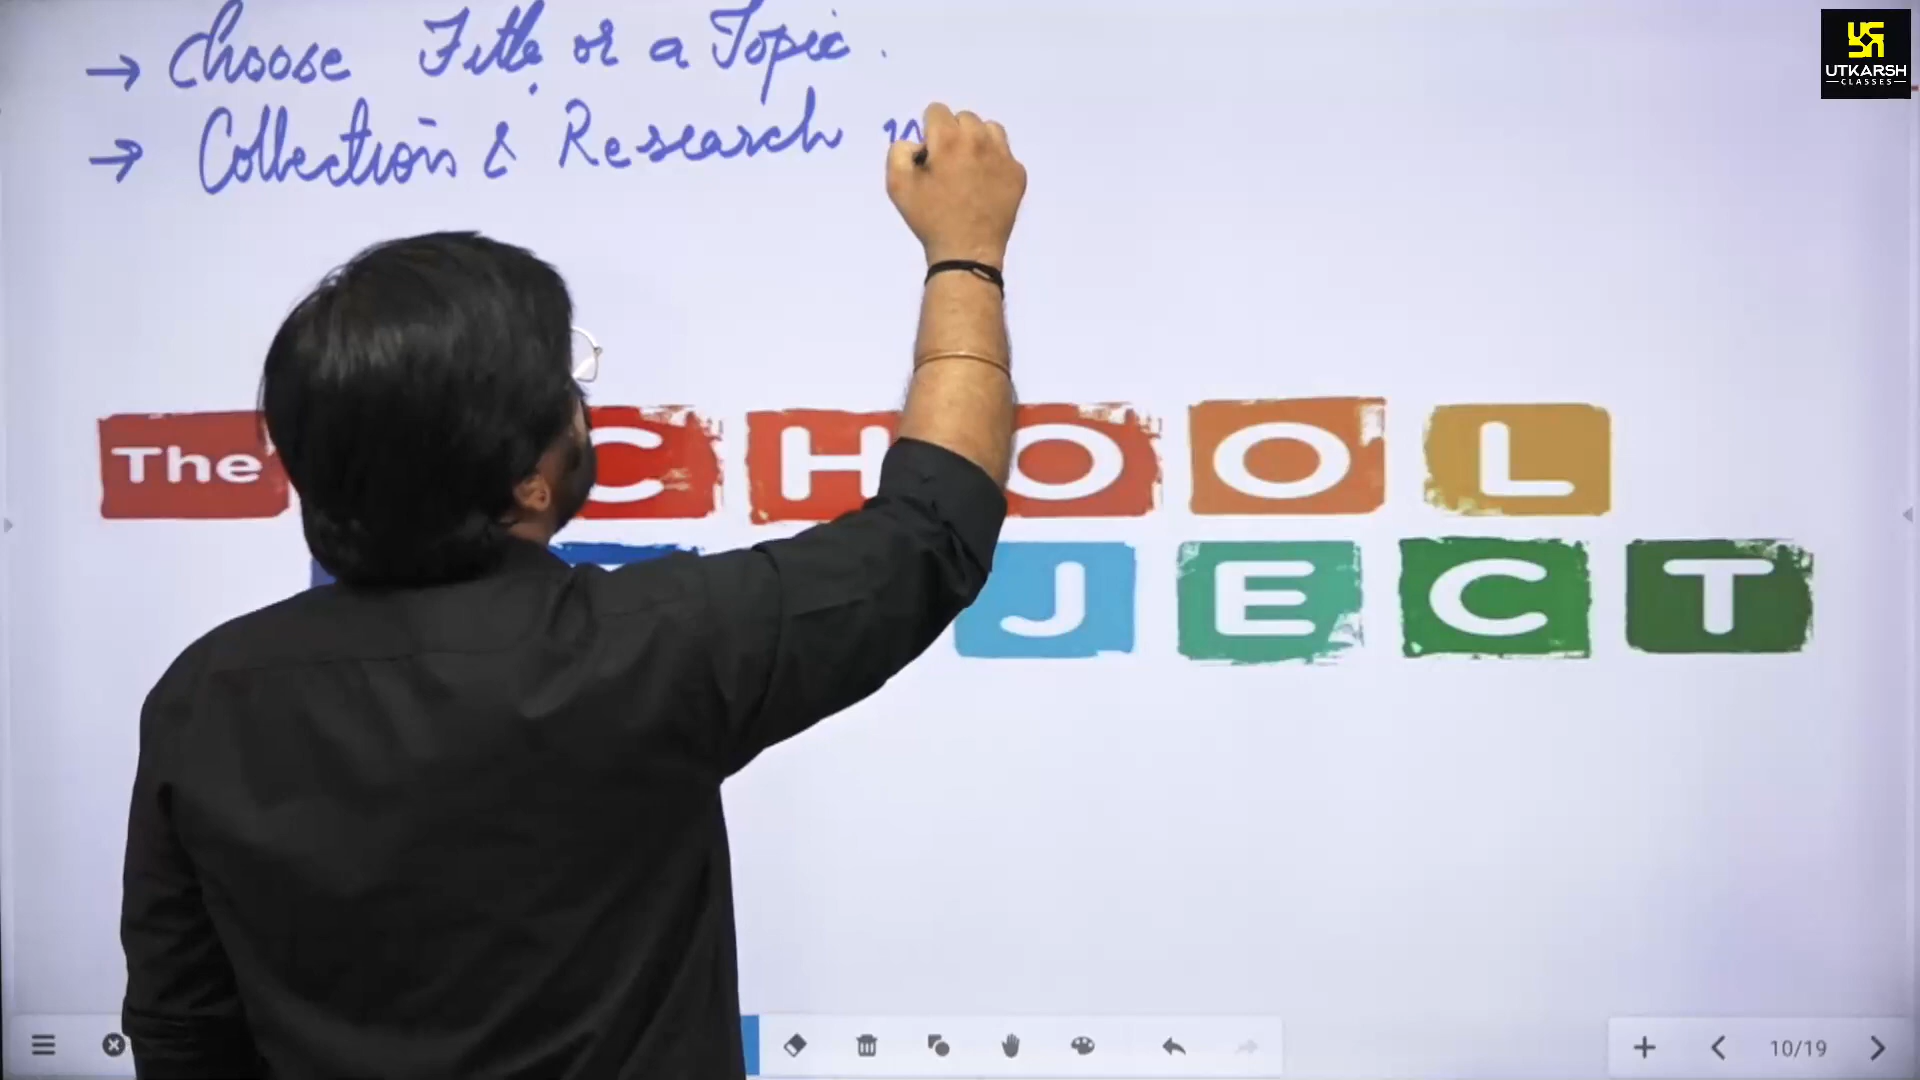 → Choose Title or a Topic.
→ Collection & Research
UTKARSH
CLASSES
The CHOOL
JECT
10/19